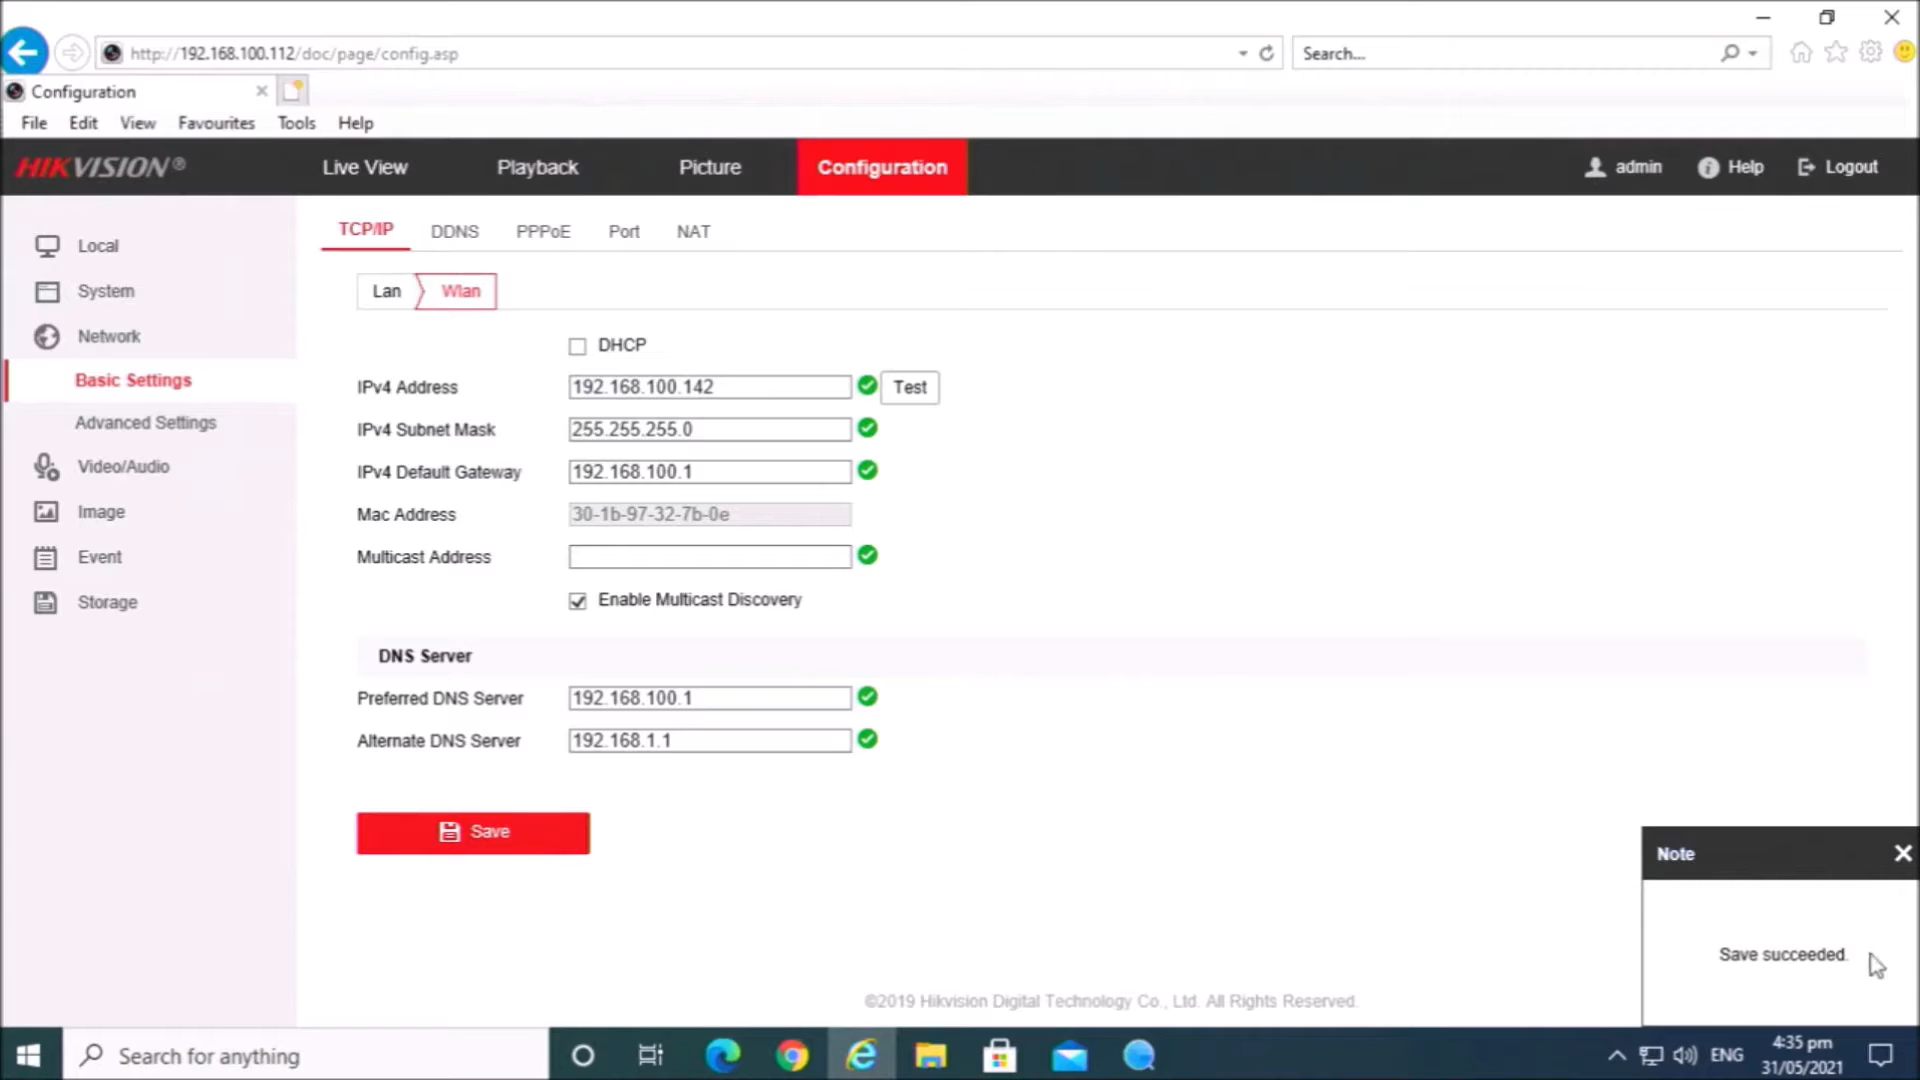 http://192.168.100.112/doc/page/config.asp
Search...
Configuration
File Edit View Favourites Tools Help
HIKVISION® Live View Playback Picture Configuration admin Help Logout
TCP/IP DDNS PPPoE Port NAT
Local
System
Network
Basic Settings
Advanced Settings
Video/Audio
Image
Event
Storage
Lan Wlan
DHCP
IPv4 Address 192.168.100.142 Test
IPv4 Subnet Mask 255.255.255.0
IPv4 Default Gateway 192.168.100.1
Mac Address 30-1b-97-32-7b-0e
Multicast Address
Enable Multicast Discovery
DNS Server
Preferred DNS Server 192.168.100.1
Alternate DNS Server 192.168.1.1
Save
Note
Save succeeded.
©2019 Hikvision Digital Technology Co., Ltd. All Rights Reserved.
Search for anything
ENG
4:35 pm
31/05/2021